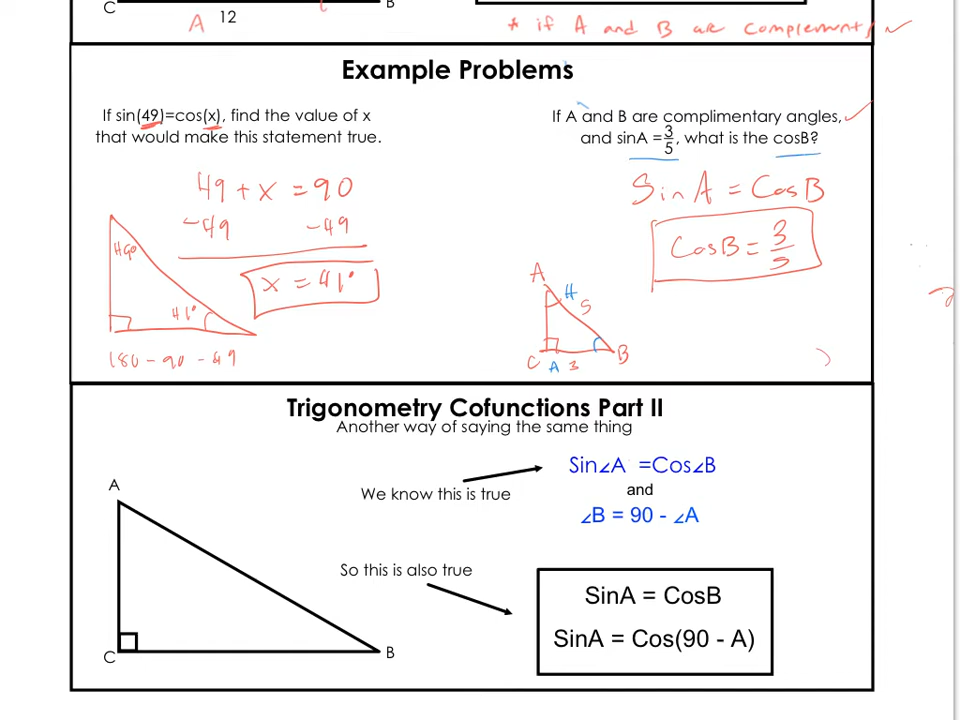 C B
12
A
* if A and B are complementary
Example Problems
If sin(49)=cos(x), find the value of x
that would make this statement true.
49 + x = 90
-49 -49
x = 41°
41°
180 - 90 - 49
If A and B are complimentary angles,
and sinA = 3/5, what is the cosB?
Sin A = Cos B
Cos B = 3/5
A
H
5
C A 3 B
Trigonometry Cofunctions Part II
Another way of saying the same thing
A
C B
We know this is true
Sin∠A =Cos∠B
and
∠B = 90 - ∠A
So this is also true
SinA = CosB
SinA = Cos(90 - A)